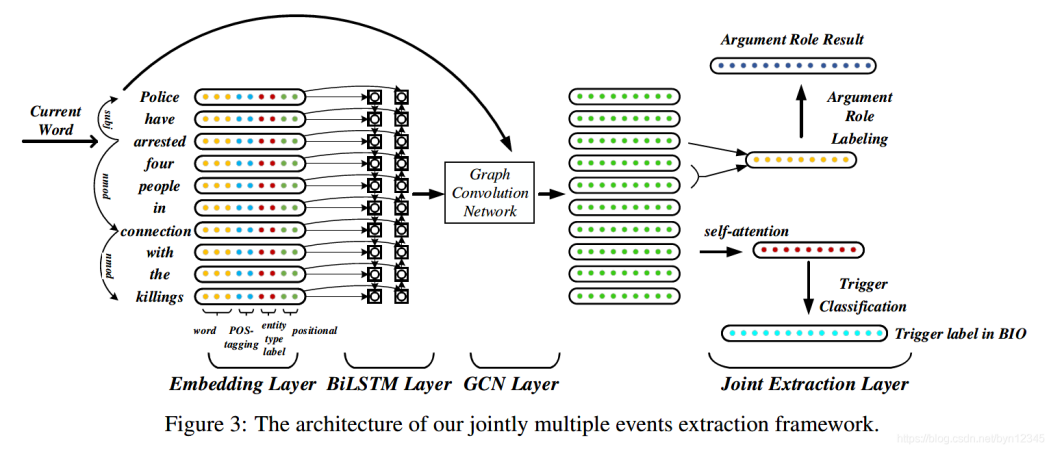 Argument Role Result
Current
Word
Police
have
arrested
four
people
in
connection
with
the
killings
subj
nmod
nmod
word
POS-
tagging
entity
type
label
positional
Graph
Convolution
Network
Argument
Role
Labeling
self-attention
Trigger
Classification
Trigger label in BIO
Embedding Layer
BiLSTM Layer
GCN Layer
Joint Extraction Layer
Figure 3: The architecture of our jointly multiple events extraction framework.
https://blog.csdn.net/byn12345